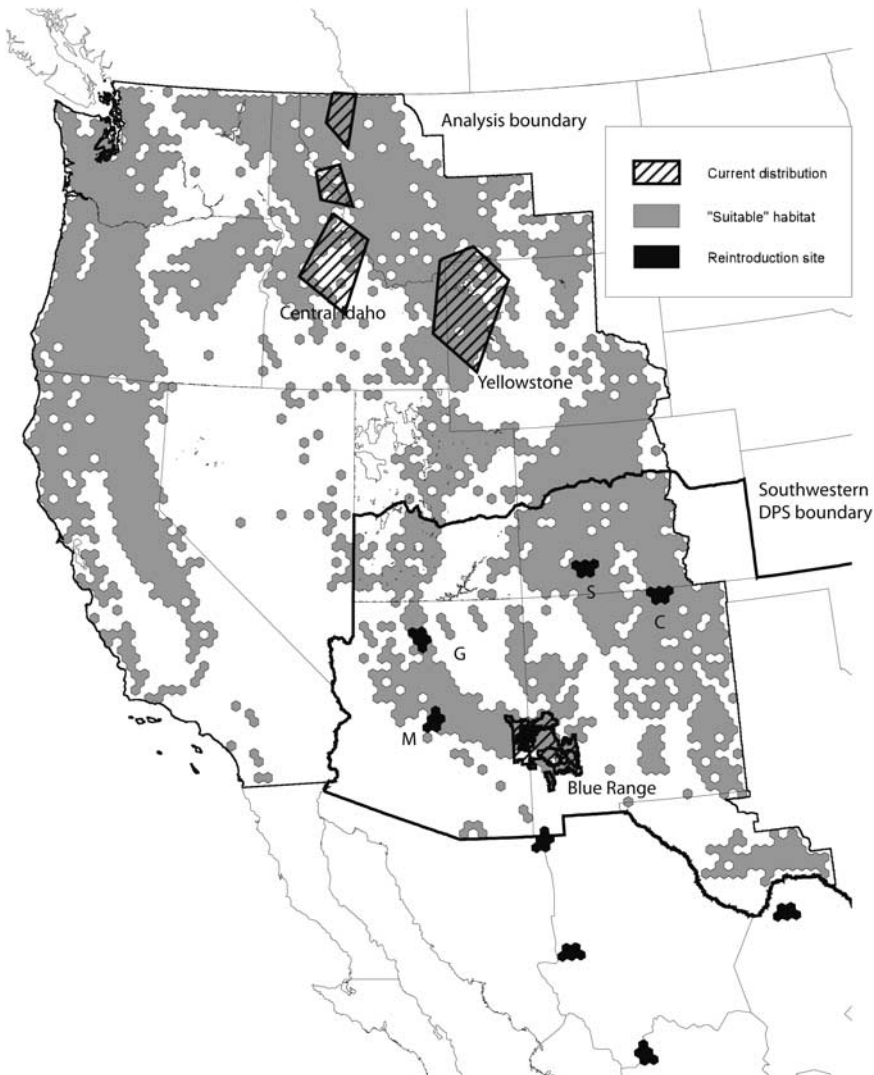 Analysis boundary
Current distribution
"Suitable" habitat
Reintroduction site
Central Idaho
Yellowstone
Southwestern
DPS boundary
S
C
G
M
Blue Range